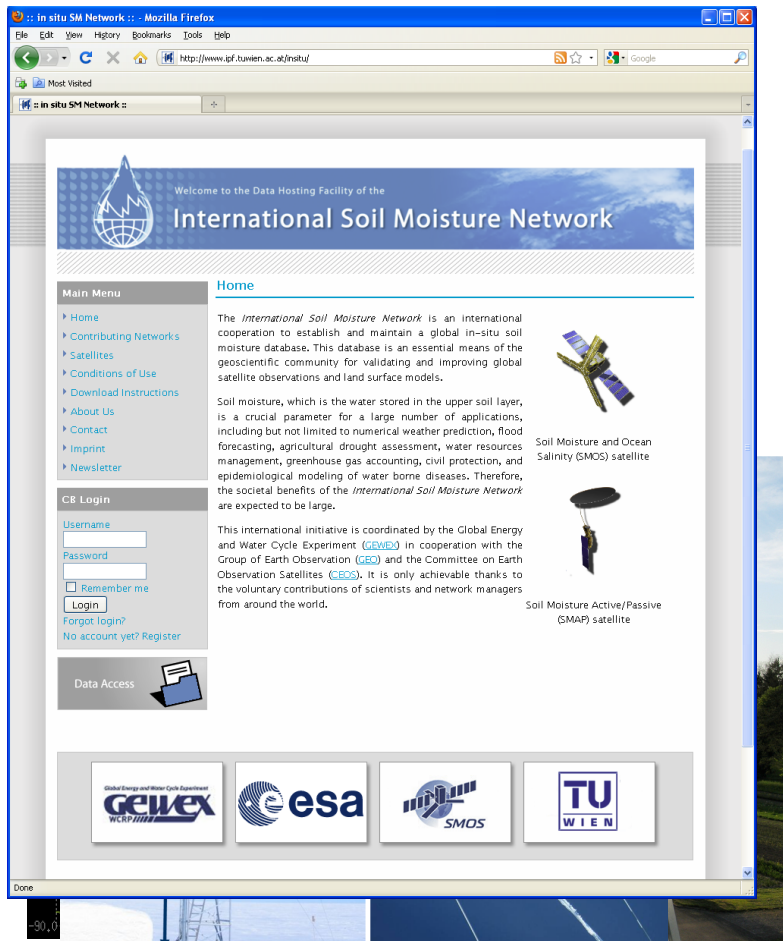 :: in situ SM Network :: - Mozilla Firefox
File Edit View History Bookmarks Tools Help
http://www.ipf.tuwien.ac.at/insitu/
Google
Most Visited
:: in situ SM Network ::
Welcome to the Data Hosting Facility of the
International Soil Moisture Network
Main Menu
Home
Contributing Networks
Satellites
Conditions of Use
Download Instructions
About Us
Contact
Imprint
Newsletter
CB Login
Username
Password
Remember me
Login
Forgot login?
No account yet? Register
Data Access
Home
The International Soil Moisture Network is an international
cooperation to establish and maintain a global in-situ soil
moisture database. This database is an essential means of the
geoscientific community for validating and improving global
satellite observations and land surface models.
Soil moisture, which is the water stored in the upper soil layer,
is a crucial parameter for a large number of applications,
including but not limited to numerical weather prediction, flood
forecasting, agricultural drought assessment, water resources
management, greenhouse gas accounting, civil protection, and
epidemiological modeling of water borne diseases. Therefore,
the societal benefits of the International Soil Moisture Network
are expected to be large.
This international initiative is coordinated by the Global Energy
and Water Cycle Experiment (GEWEX) in cooperation with the
Group of Earth Observation (GEO) and the Committee on Earth
Observation Satellites (CEOS). It is only achievable thanks to
the voluntary contributions of scientists and network managers
from around the world.
Soil Moisture and Ocean
Salinity (SMOS) satellite
Soil Moisture Active/Passive
(SMAP) satellite
Global Energy and Water Cycle Experiment
GEWEX
WCRP
esa
SMOS
TU
WIEN
Done
-90.0